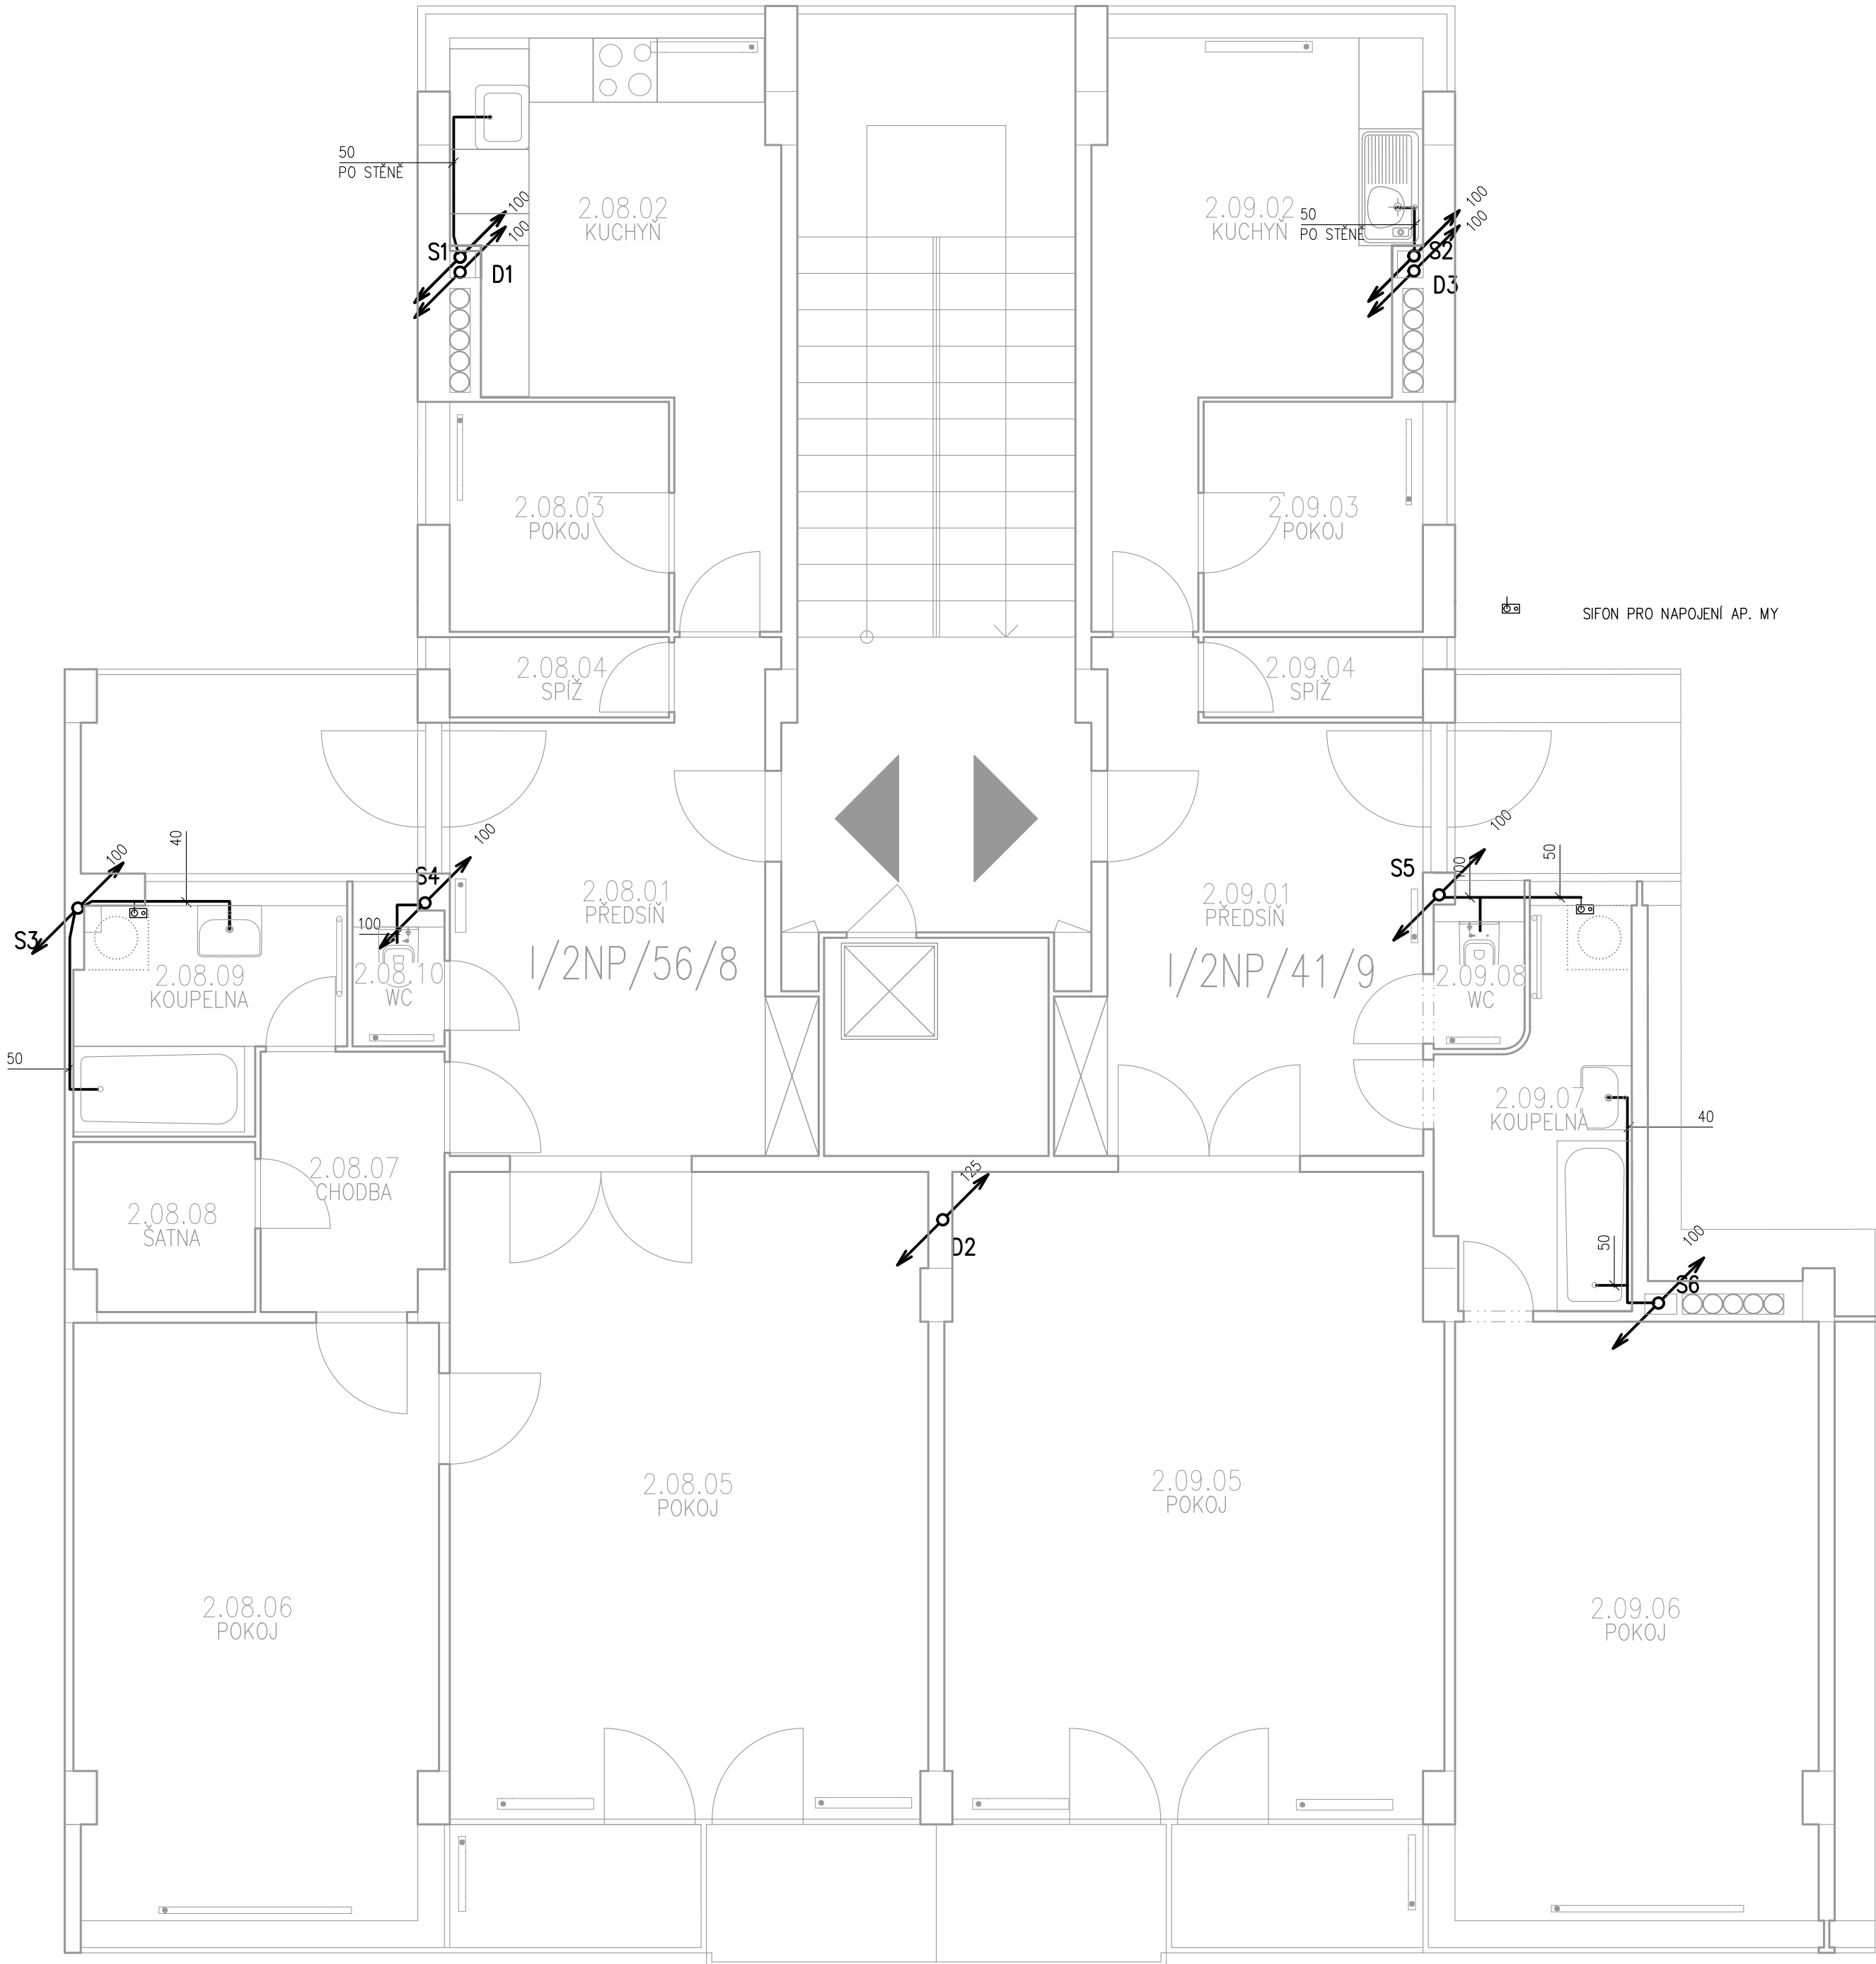 50
PO STĚNĚ
100
100
S1
D1
2.08.02
KUCHYŇ
2.09.02
KUCHYŇ
50
PO STĚNĚ
100
100
S2
D3
2.08.03
POKOJ
2.09.03
POKOJ
SIFON PRO NAPOJENÍ AP. MY
2.08.04
SPÍŽ
2.09.04
SPÍŽ
100
40
S3
100
S4
100
2.08.01
PŘEDSÍŇ
I/2NP/56/8
2.09.01
PŘEDSÍŇ
I/2NP/41/9
S5
100
100
50
2.08.09
KOUPELNA
2.08.10
WC
2.09.08
WC
50
2.09.07
KOUPELNA
40
2.08.07
CHODBA
2.08.08
ŠATNA
125
D2
50
100
S6
2.08.05
POKOJ
2.09.05
POKOJ
2.08.06
POKOJ
2.09.06
POKOJ